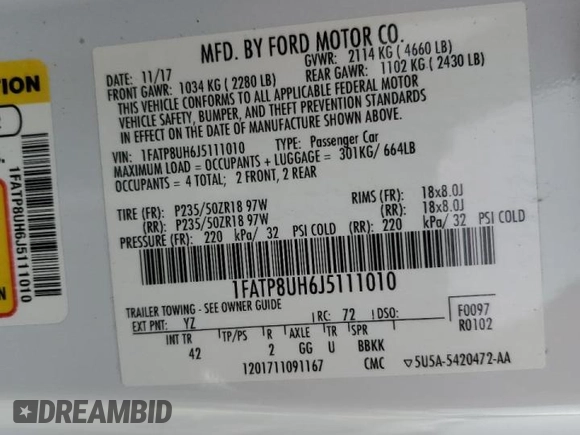 MFD. BY FORD MOTOR CO.
DATE: 11/17
GVWR: 2114 KG ( 4660 LB)
FRONT GAWR: 1034 KG ( 2280 LB)
REAR GAWR: 1102 KG ( 2430 LB)
THIS VEHICLE CONFORMS TO ALL APPLICABLE FEDERAL MOTOR
VEHICLE SAFETY, BUMPER, AND THEFT PREVENTION STANDARDS
IN EFFECT ON THE DATE OF MANUFACTURE SHOWN ABOVE.
VIN: 1FATP8UH6J5111010
TYPE: Passenger Car
MAXIMUM LOAD = OCCUPANTS + LUGGAGE = 301KG/ 664LB
OCCUPANTS = 4 TOTAL; 2 FRONT, 2 REAR
TIRE (FR): P235/50ZR18 97W RIMS (FR): 18x8.0J
(RR): P235/50ZR18 97W (RR): 18x8.0J
PRESSURE (FR): 220 kPa/ 32 PSI COLD (RR): 220 kPa/ 32 PSI COLD
1FATP8UH6J5111010
TRAILER TOWING - SEE OWNER GUIDE
EXT PNT: YZ RC: 72 DSO: F0097
R0102
INT TR TP/PS R AXLE TR SPR
42 2 GG U BBKK
1201711091167 CMC 5U5A-5420472-AA
TION
1FATP8UH6J5111010
DREAMBID